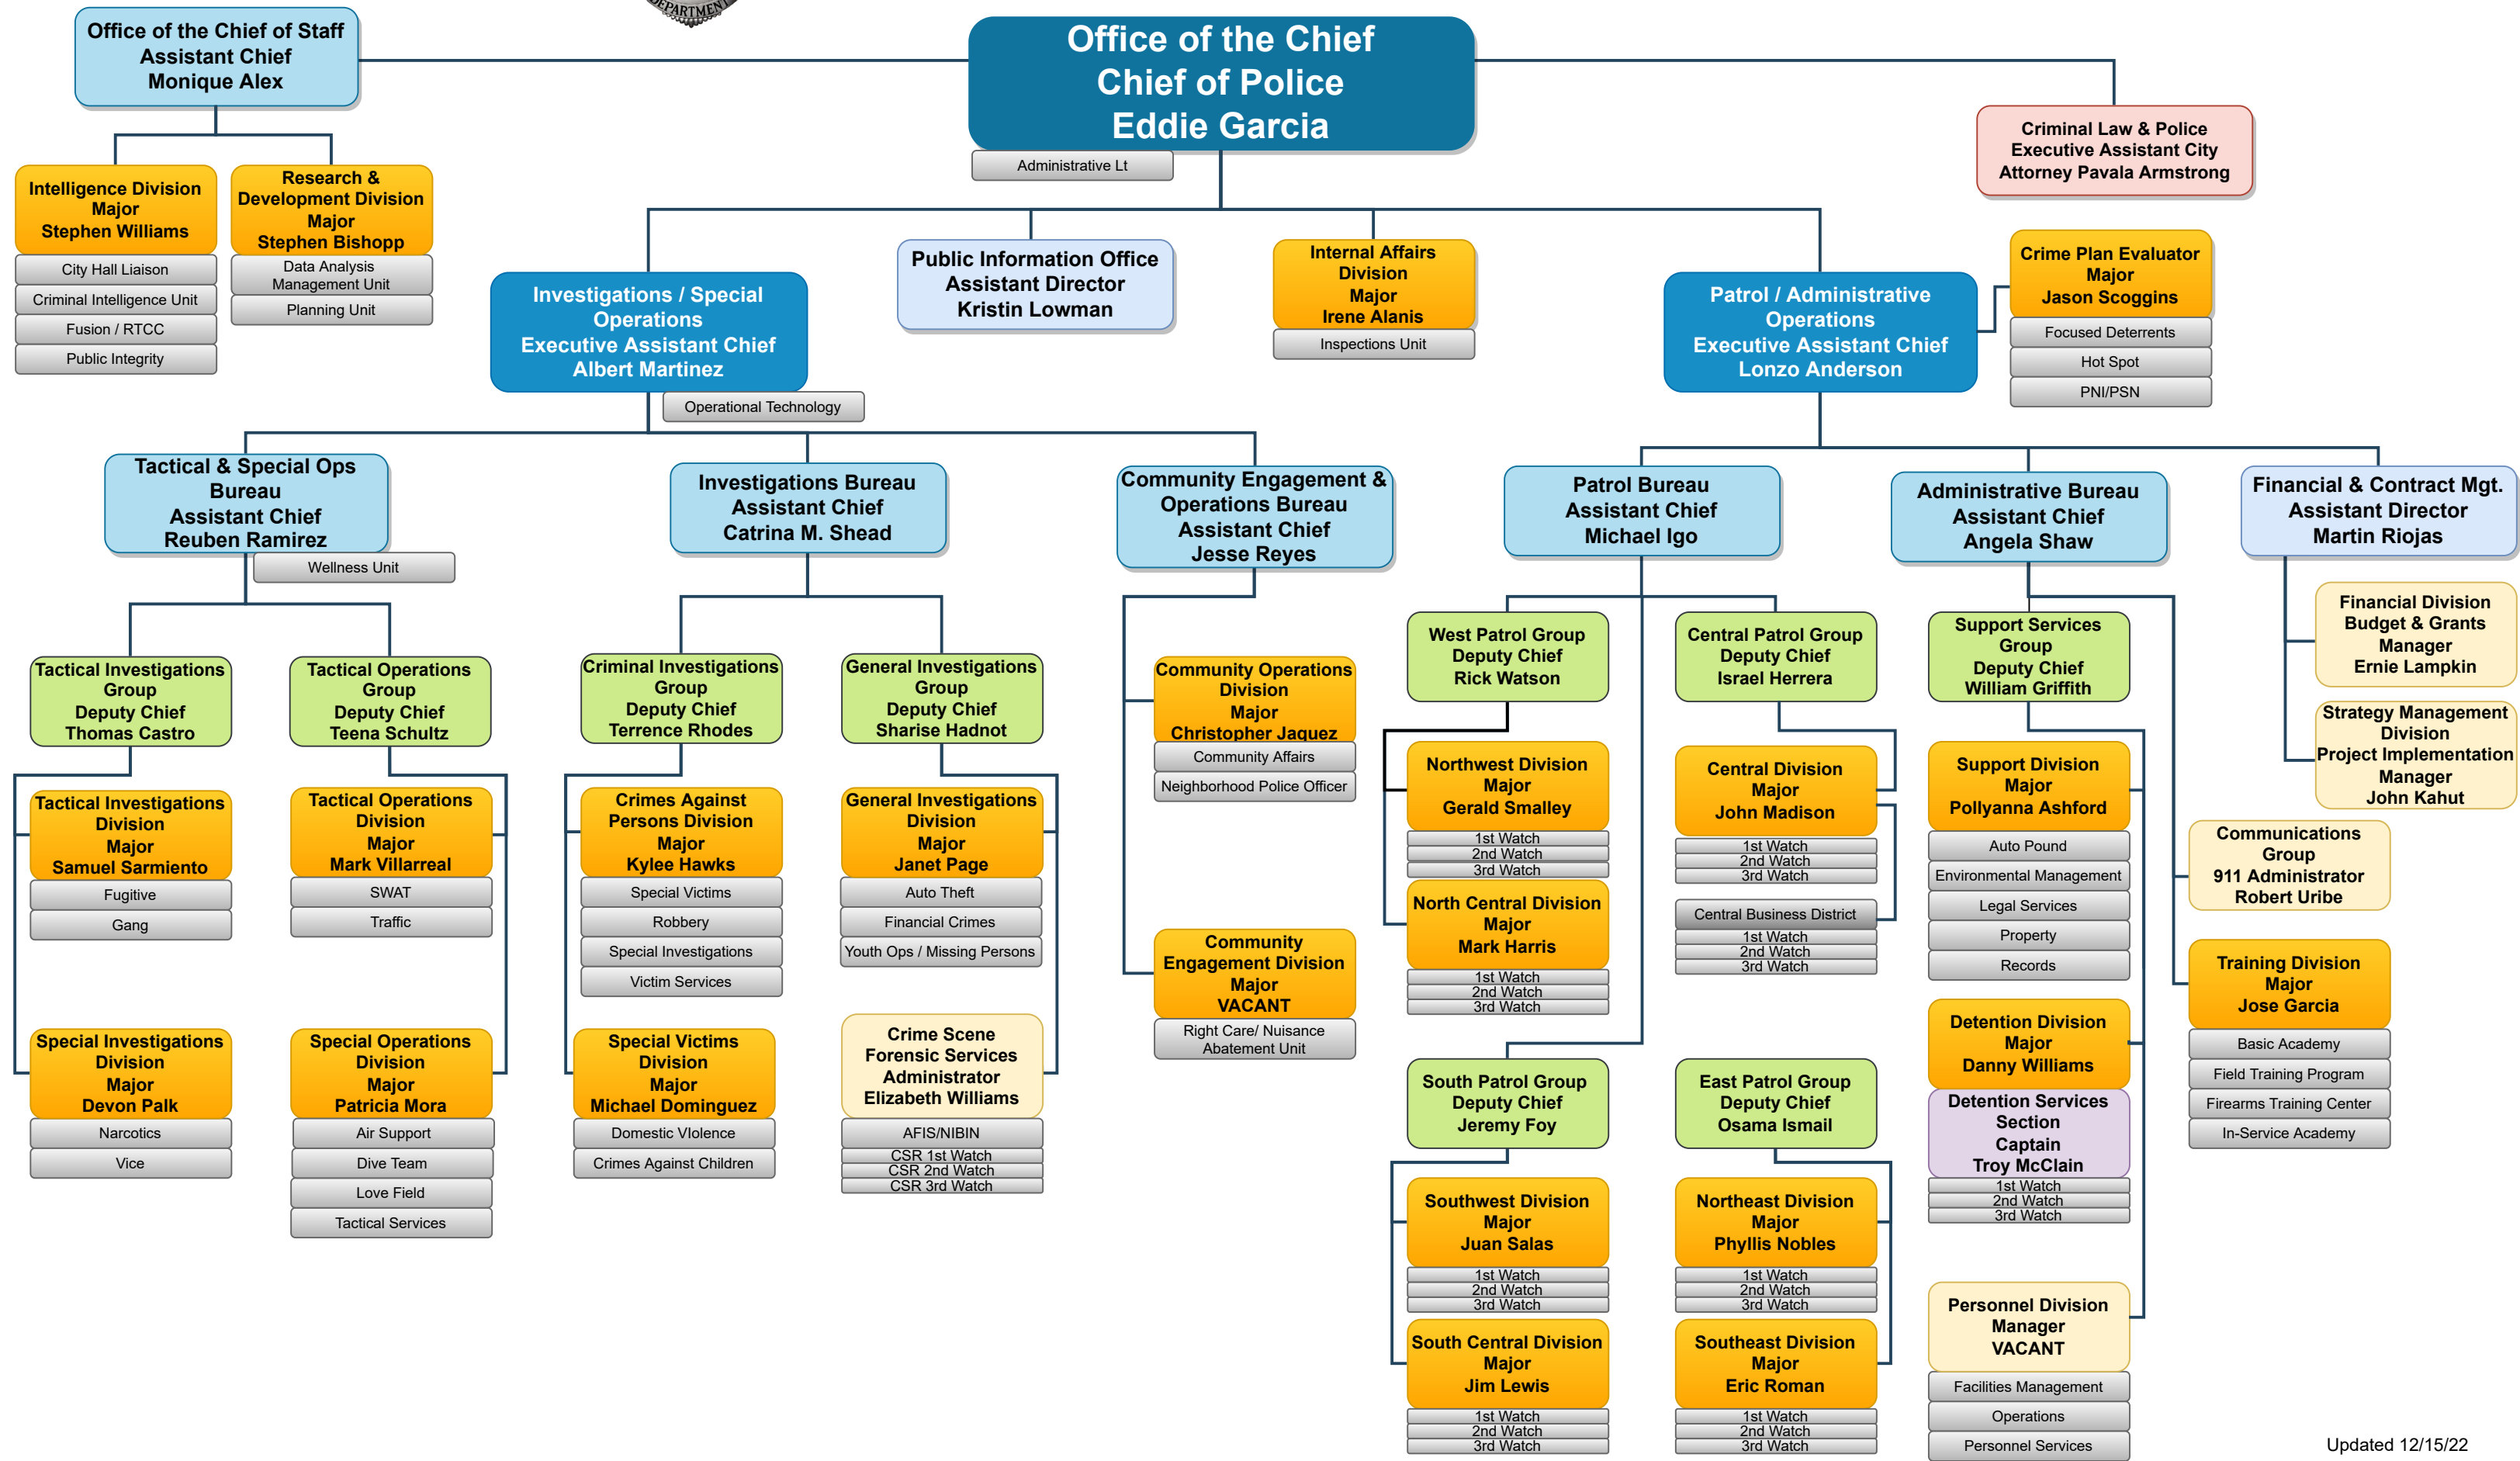 DEPARTMENT
Office of the Chief of Staff
Assistant Chief
Monique Alex
Office of the Chief
Chief of Police
Eddie Garcia
Administrative Lt
Criminal Law & Police
Executive Assistant City
Attorney Pavala Armstrong
Intelligence Division
Major
Stephen Williams
City Hall Liaison
Criminal Intelligence Unit
Fusion / RTCC
Public Integrity
Research &
Development Division
Major
Stephen Bishopp
Data Analysis
Management Unit
Planning Unit
Investigations / Special
Operations
Executive Assistant Chief
Albert Martinez
Operational Technology
Public Information Office
Assistant Director
Kristin Lowman
Internal Affairs
Division
Major
Irene Alanis
Inspections Unit
Patrol / Administrative
Operations
Executive Assistant Chief
Lonzo Anderson
Crime Plan Evaluator
Major
Jason Scoggins
Focused Deterrents
Hot Spot
PNI/PSN
Tactical & Special Ops
Bureau
Assistant Chief
Reuben Ramirez
Wellness Unit
Investigations Bureau
Assistant Chief
Catrina M. Shead
Community Engagement &
Operations Bureau
Assistant Chief
Jesse Reyes
Patrol Bureau
Assistant Chief
Michael Igo
Administrative Bureau
Assistant Chief
Angela Shaw
Financial & Contract Mgt.
Assistant Director
Martin Riojas
Tactical Investigations
Group
Deputy Chief
Thomas Castro
Tactical Operations
Group
Deputy Chief
Teena Schultz
Criminal Investigations
Group
Deputy Chief
Terrence Rhodes
General Investigations
Group
Deputy Chief
Sharise Hadnot
Community Operations
Division
Major
Christopher Jaquez
Community Affairs
Neighborhood Police Officer
West Patrol Group
Deputy Chief
Rick Watson
Central Patrol Group
Deputy Chief
Israel Herrera
Support Services
Group
Deputy Chief
William Griffith
Financial Division
Budget & Grants
Manager
Ernie Lampkin
Strategy Management
Division
Project Implementation
Manager
John Kahut
Tactical Investigations
Division
Major
Samuel Sarmiento
Fugitive
Gang
Tactical Operations
Division
Major
Mark Villarreal
SWAT
Traffic
Crimes Against
Persons Division
Major
Kylee Hawks
Special Victims
Robbery
Special Investigations
Victim Services
General Investigations
Division
Major
Janet Page
Auto Theft
Financial Crimes
Youth Ops / Missing Persons
Community
Engagement Division
Major
VACANT
Right Care/ Nuisance
Abatement Unit
Northwest Division
Major
Gerald Smalley
1st Watch
2nd Watch
3rd Watch
North Central Division
Major
Mark Harris
1st Watch
2nd Watch
3rd Watch
Central Division
Major
John Madison
1st Watch
2nd Watch
3rd Watch
Central Business District
1st Watch
2nd Watch
3rd Watch
Support Division
Major
Pollyanna Ashford
Auto Pound
Environmental Management
Legal Services
Property
Records
Communications
Group
911 Administrator
Robert Uribe
Training Division
Major
Jose Garcia
Basic Academy
Field Training Program
Firearms Training Center
In-Service Academy
Special Investigations
Division
Major
Devon Palk
Narcotics
Vice
Special Operations
Division
Major
Patricia Mora
Air Support
Dive Team
Love Field
Tactical Services
Special Victims
Division
Major
Michael Dominguez
Domestic VIolence
Crimes Against Children
Crime Scene
Forensic Services
Administrator
Elizabeth Williams
AFIS/NIBIN
CSR 1st Watch
CSR 2nd Watch
CSR 3rd Watch
South Patrol Group
Deputy Chief
Jeremy Foy
East Patrol Group
Deputy Chief
Osama Ismail
Detention Division
Major
Danny Williams
Detention Services
Section
Captain
Troy McClain
1st Watch
2nd Watch
3rd Watch
Southwest Division
Major
Juan Salas
1st Watch
2nd Watch
3rd Watch
Northeast Division
Major
Phyllis Nobles
1st Watch
2nd Watch
3rd Watch
South Central Division
Major
Jim Lewis
1st Watch
2nd Watch
3rd Watch
Southeast Division
Major
Eric Roman
1st Watch
2nd Watch
3rd Watch
Personnel Division
Manager
VACANT
Facilities Management
Operations
Personnel Services
Updated 12/15/22